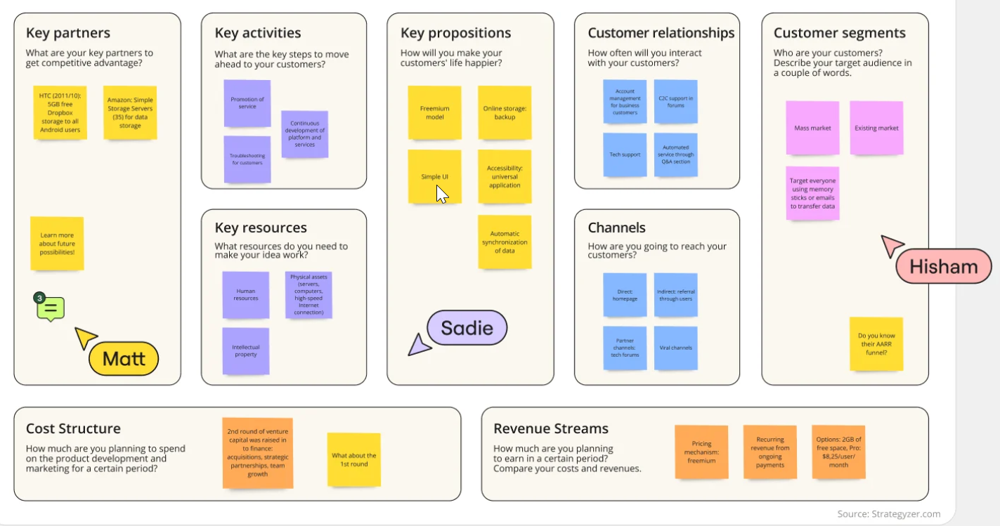 Key partners
What are your key partners to
get competitive advantage?
HTC (2011/10):
5GB free
Dropbox
storage to all
Android users
Amazon: Simple
Storage Servers
(35) for data
storage
Learn more
about future
possibilities!
3
Matt
Key activities
What are the key steps to move
ahead to your customers?
Promotion of
service
Continuous
development of
platform and
services
Troubleshooting
for customers
Key resources
What resources do you need to
make your idea work?
Human
resources
Physical assets
(servers,
computers,
high-speed
Internet
connection)
Intellectual
property
Key propositions
How will you make your
customers' life happier?
Freemium
model
Online storage:
backup
Simple UI
Accessibility:
universal
application
Automatic
synchronization
of data
Sadie
Customer relationships
How often will you interact
with your customers?
Account
management
for business
customers
C2C support in
forums
Tech support
Automated
service through
Q&A section
Channels
How are you going to reach your
customers?
Direct:
homepage
Indirect: referral
through users
Partner
channels:
tech forums
Viral channels
Customer segments
Who are your customers?
Describe your target audience in
a couple of words.
Mass market
Existing market
Target everyone
using memory
sticks or emails
to transfer data
Hisham
Do you know
their AARR
funnel?
Cost Structure
How much are you planning to spend
on the product development and
marketing for a certain period?
2nd round of venture
capital was raised in
to finance:
acquisitions, strategic
partnerships, team
growth
What about the
1st round
Revenue Streams
How much are you planning
to earn in a certain period?
Compare your costs and revenues.
Pricing
mechanism:
freemium
Recurring
revenue from
ongoing
payments
Options: 2GB of
free space, Pro:
$8,25/user/
month
Source: Strategyzer.com